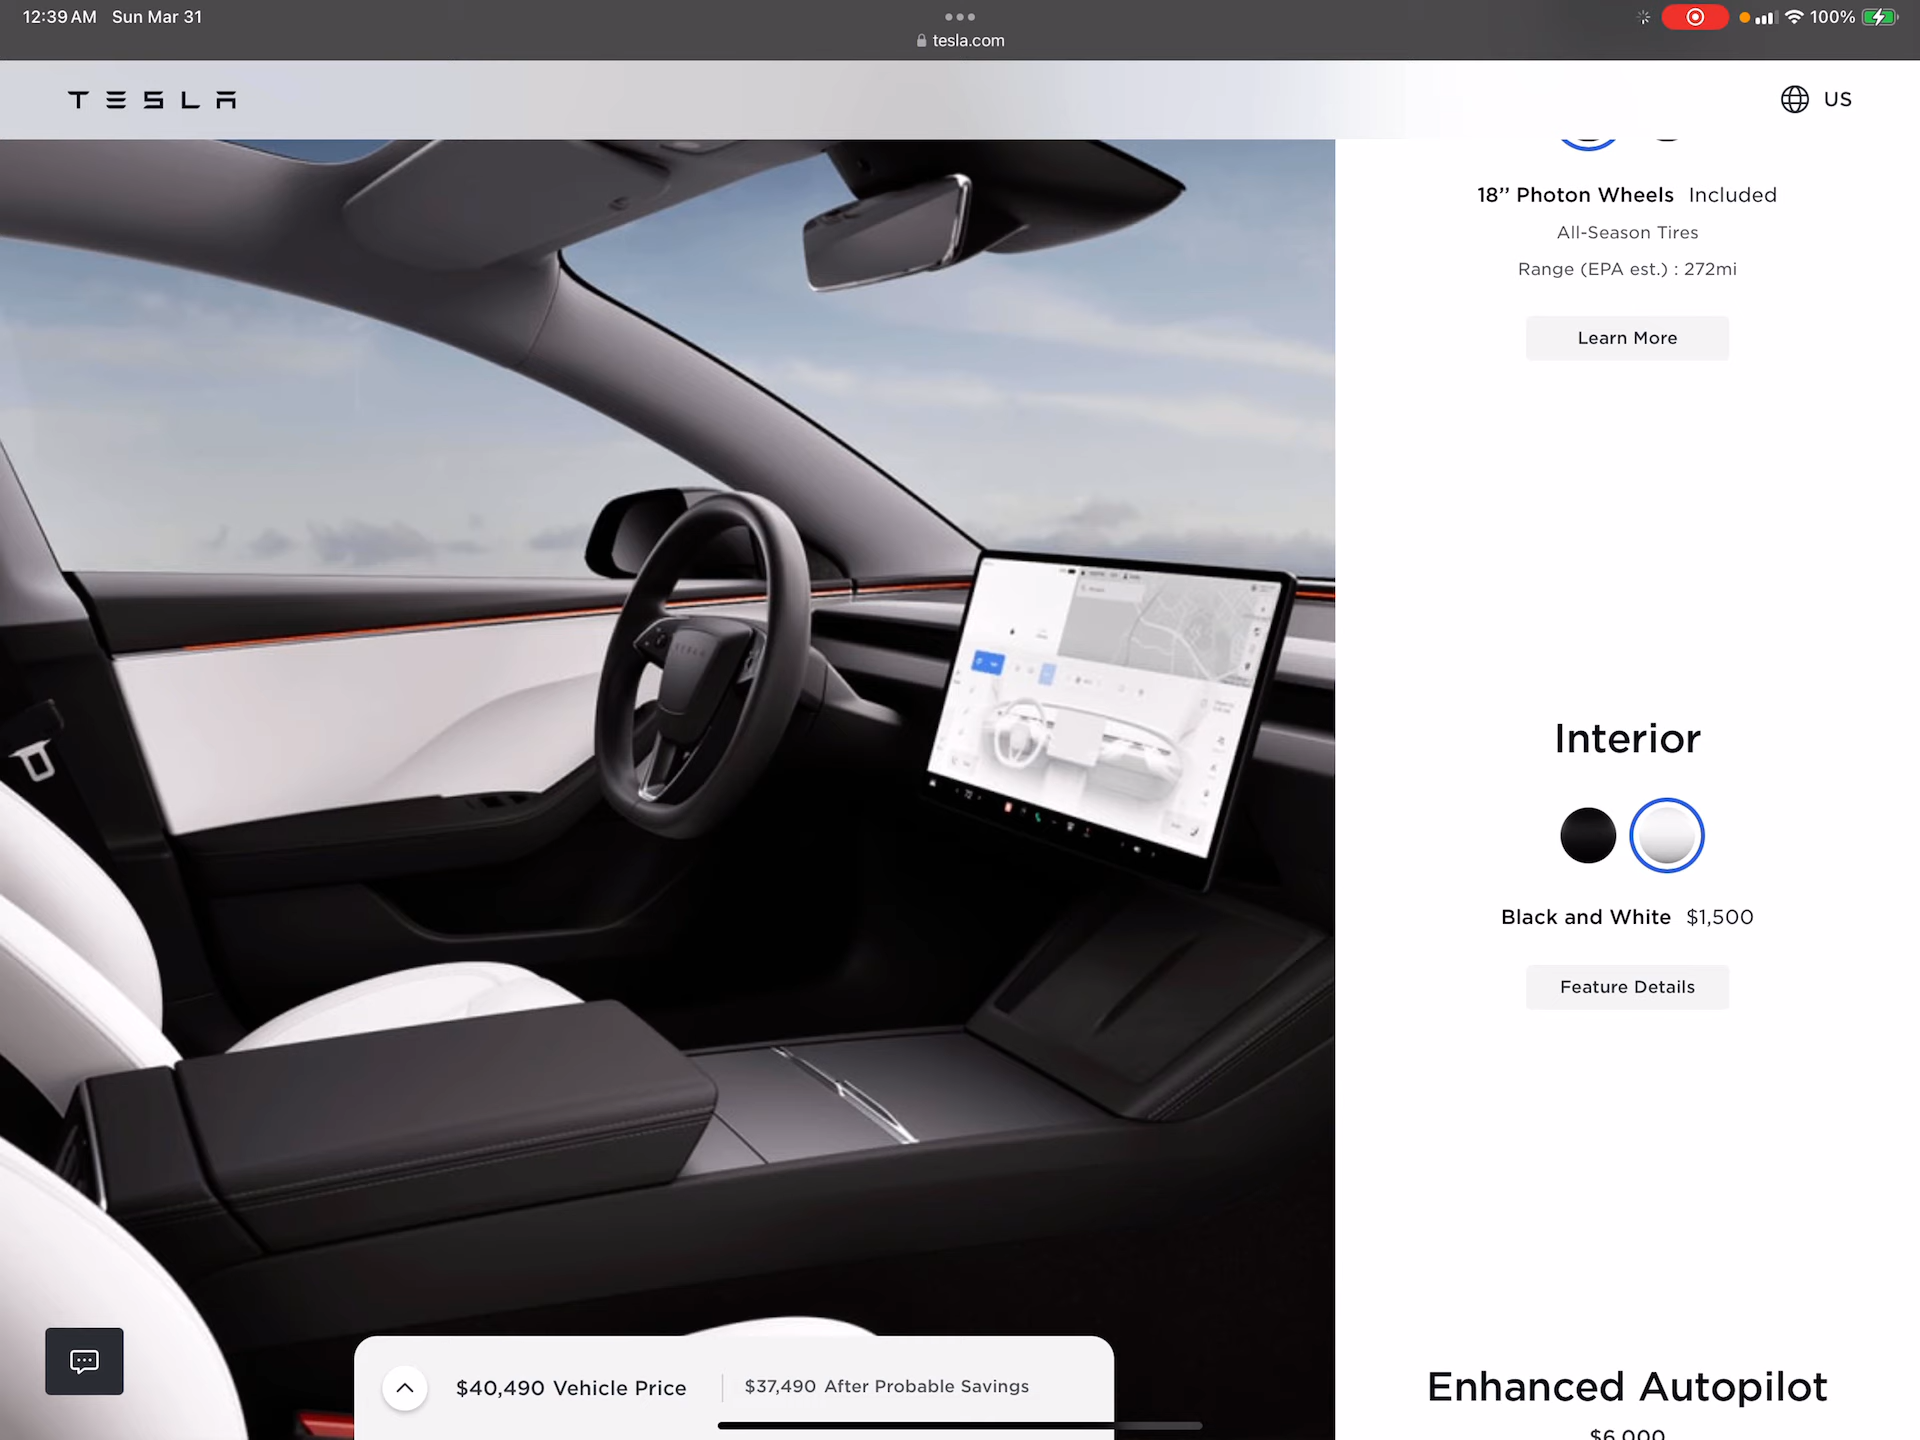 12:39 AM Sun Mar 31
100%
tesla.com
TESLA
US
18’’ Photon Wheels Included
All-Season Tires
Range (EPA est.) : 272mi
Learn More
Interior
Black and White $1,500
Feature Details
Enhanced Autopilot
$6,000
$40,490 Vehicle Price
$37,490 After Probable Savings